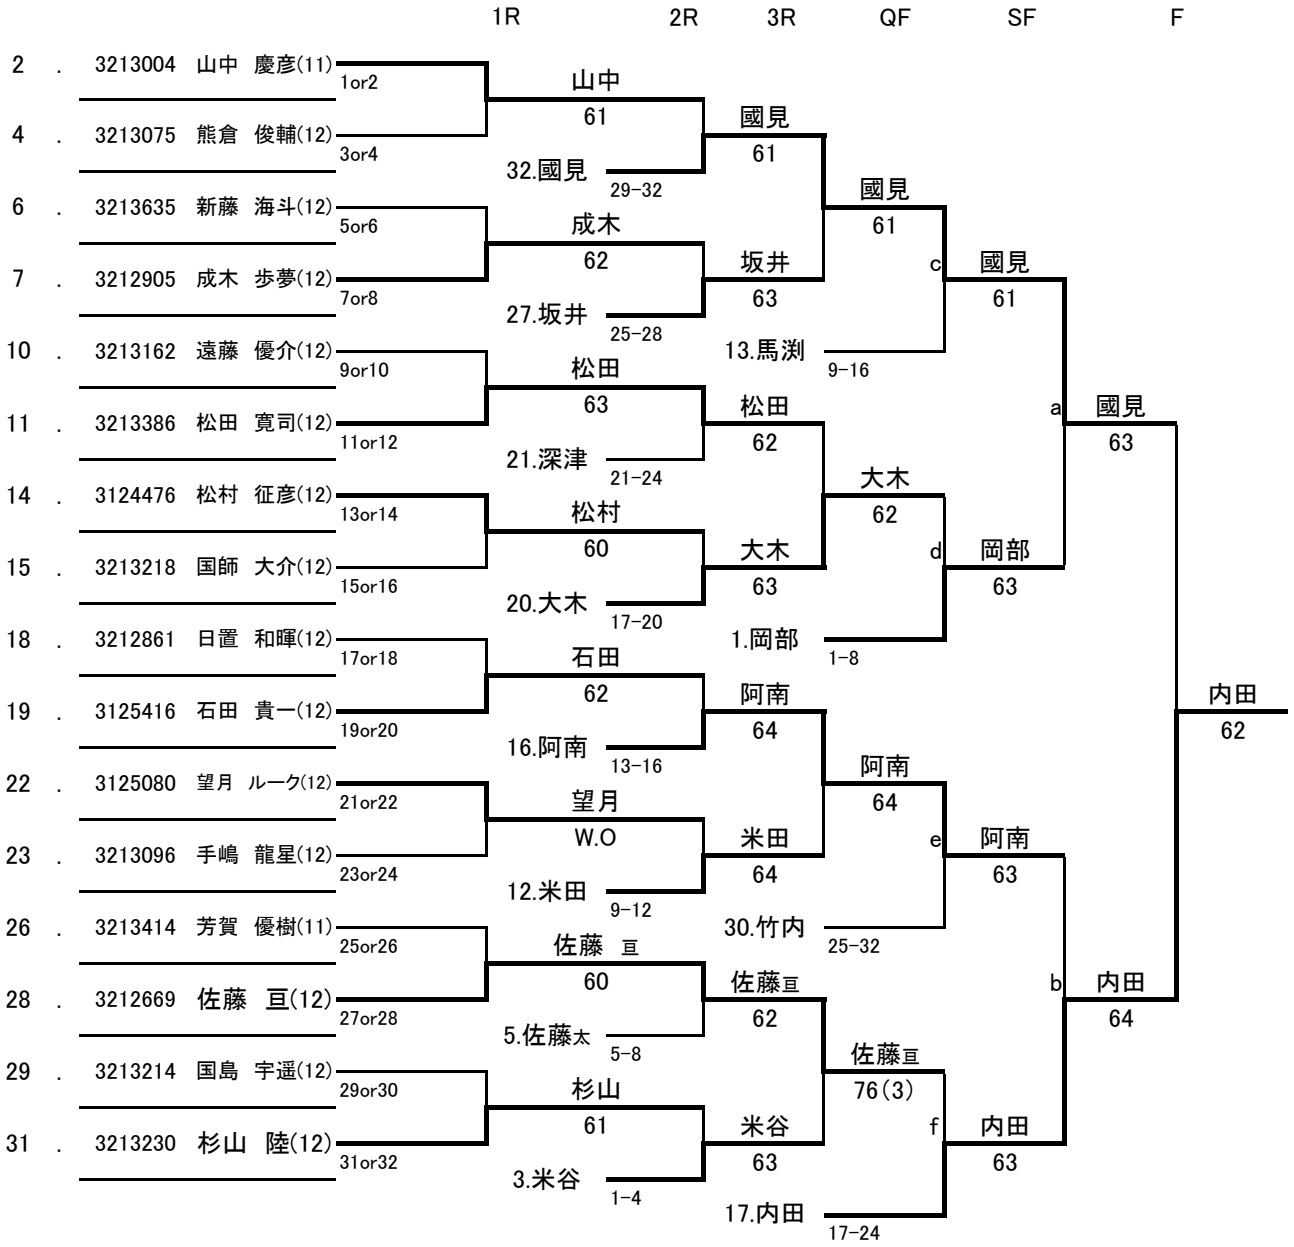 1R 2R 3R QF SF F
2 . 3213004 山中 慶彦(11)
1or2
山中
61
4 . 3213075 熊倉 俊輔(12)
3or4
國見
61
32.國見
29-32
6 . 3213635 新藤 海斗(12)
5or6
國見
61
成木
62
7 . 3212905 成木 歩夢(12)
7or8
坂井
63
c
國見
61
27.坂井
25-28
10 . 3213162 遠藤 優介(12)
9or10
13.馬渕
9-16
松田
63
11 . 3213386 松田 寛司(12)
11or12
松田
62
a
國見
63
21.深津
21-24
14 . 3124476 松村 征彦(12)
13or14
大木
62
松村
60
15 . 3213218 国師 大介(12)
15or16
大木
63
d
岡部
63
20.大木
17-20
18 . 3212861 日置 和暉(12)
17or18
1.岡部
1-8
石田
62
19 . 3125416 石田 貴一(12)
19or20
阿南
64
内田
62
16.阿南
13-16
22 . 3125080 望月 ルーク(12)
21or22
阿南
64
望月
W.O
23 . 3213096 手嶋 龍星(12)
23or24
米田
64
e
阿南
63
12.米田
9-12
26 . 3213414 芳賀 優樹(11)
25or26
30.竹内
25-32
佐藤 亘
60
28 . 3212669 佐藤 亘(12)
27or28
佐藤亘
62
b
内田
64
5.佐藤太
5-8
29 . 3213214 国島 宇遥(12)
29or30
佐藤亘
76(3)
杉山
61
31 . 3213230 杉山 陸(12)
31or32
米谷
63
f
内田
63
3.米谷
1-4
17.内田
17-24